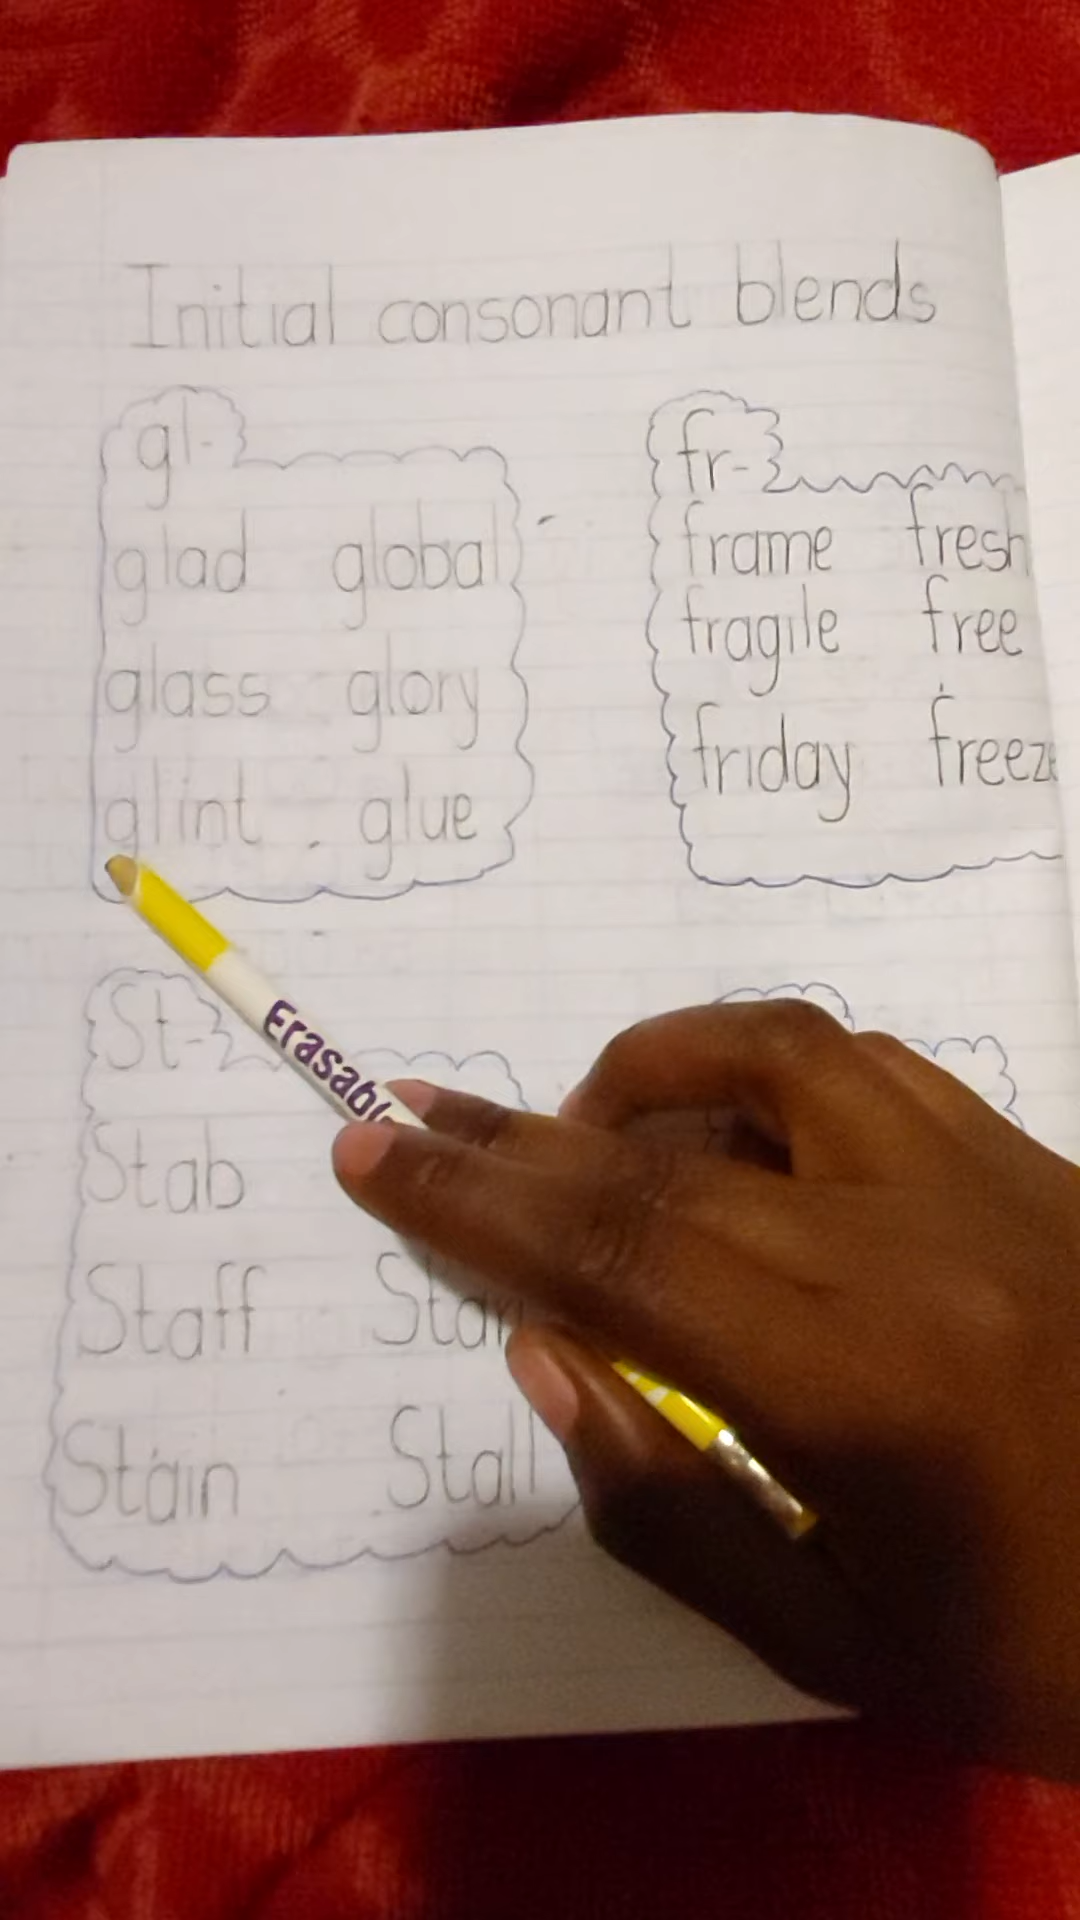 Initial consonant blends
gl-
glad global
glass glory
glint . glue
fr-
frame fresh
fragile free
friday freeze
St-
Stab
Staff
Stain Stall
Erasable